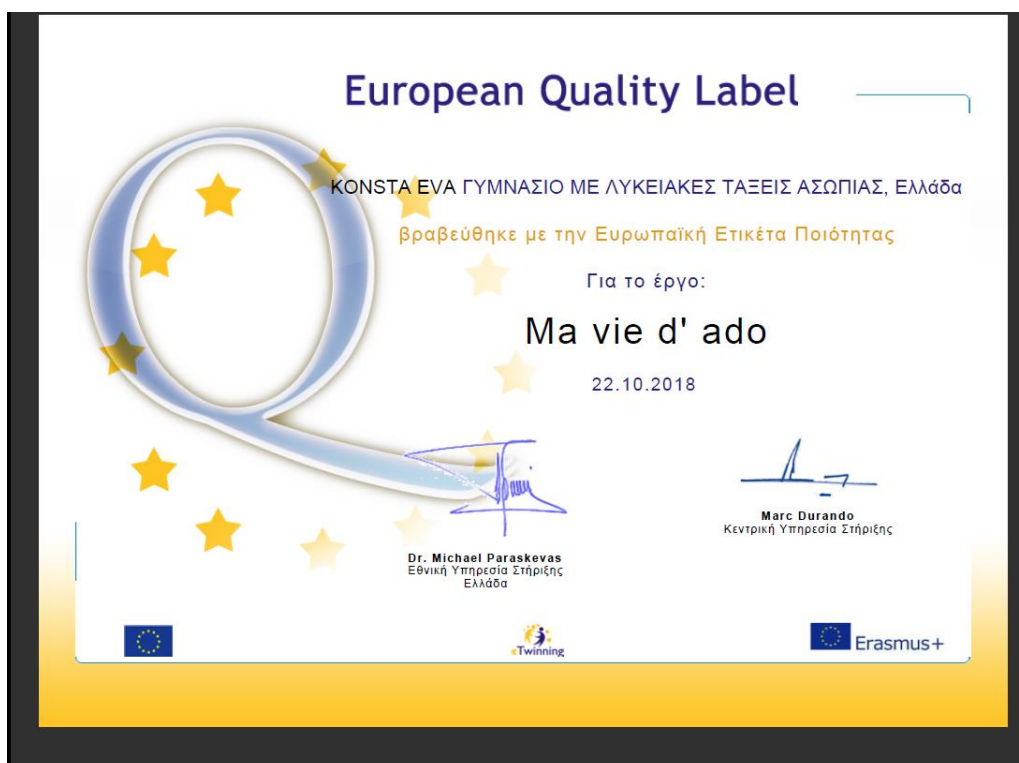 European Quality Label
KONSTA EVA ΓΥΜΝΑΣΙΟ ΜΕ ΛΥΚΕΙΑΚΕΣ ΤΑΞΕΙΣ ΑΣΩΠΙΑΣ, Ελλάδα
βραβεύθηκε με την Ευρωπαϊκή Ετικέτα Ποιότητας
Για το έργο:
Ma vie d' ado
22.10.2018
Marc Durando
Κεντρική Υπηρεσία Στήριξης
Dr. Michael Paraskevas
Εθνική Υπηρεσία Στήριξης
Ελλάδα
eTwinning
Erasmus+